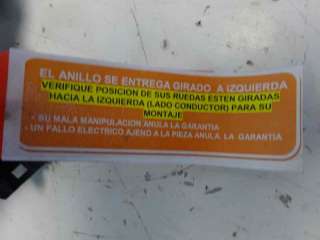 EL ANILLO SE ENTREGA GIRADO A IZQUIERDA
VERIFIQUE POSICION DE SUS RUEDAS ESTEN GIRADAS
HACIA LA IZQUIERDA (LADO CONDUCTOR) PARA SU
MONTAJE
- SU MALA MANIPULACION ANULA LA GARANTIA
- UN FALLO ELECTRICO AJENO A LA PIEZA ANULA. LA GARANTIA